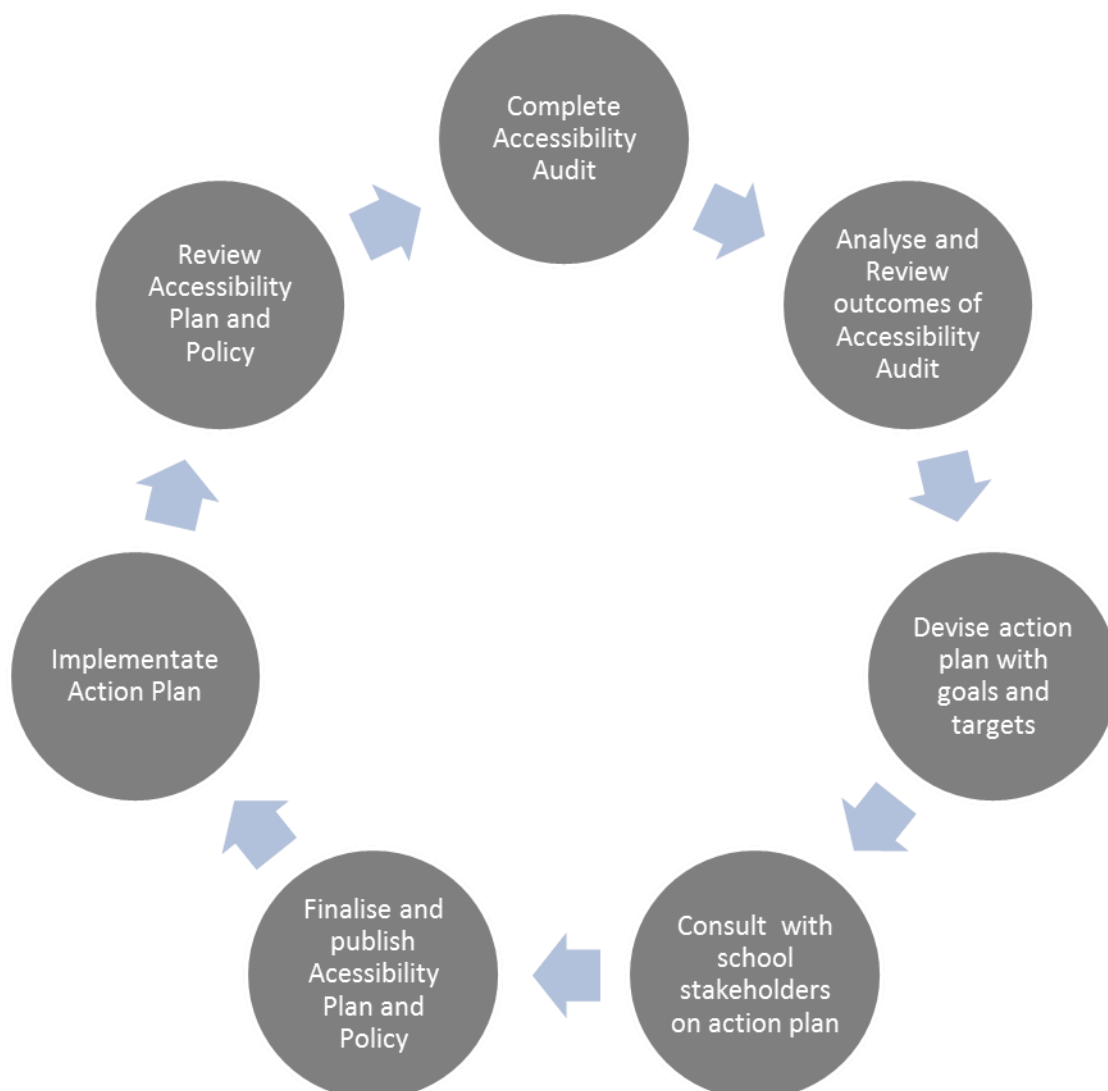 Complete
Accessibility
Audit
Analyse and
Review
outcomes of
Accessibility
Audit
Devise action
plan with
goals and
targets
Consult with
school
stakeholders
on action plan
Finalise and
publish
Acessibility
Plan and
Policy
Implementate
Action Plan
Review
Accessibility
Plan and
Policy